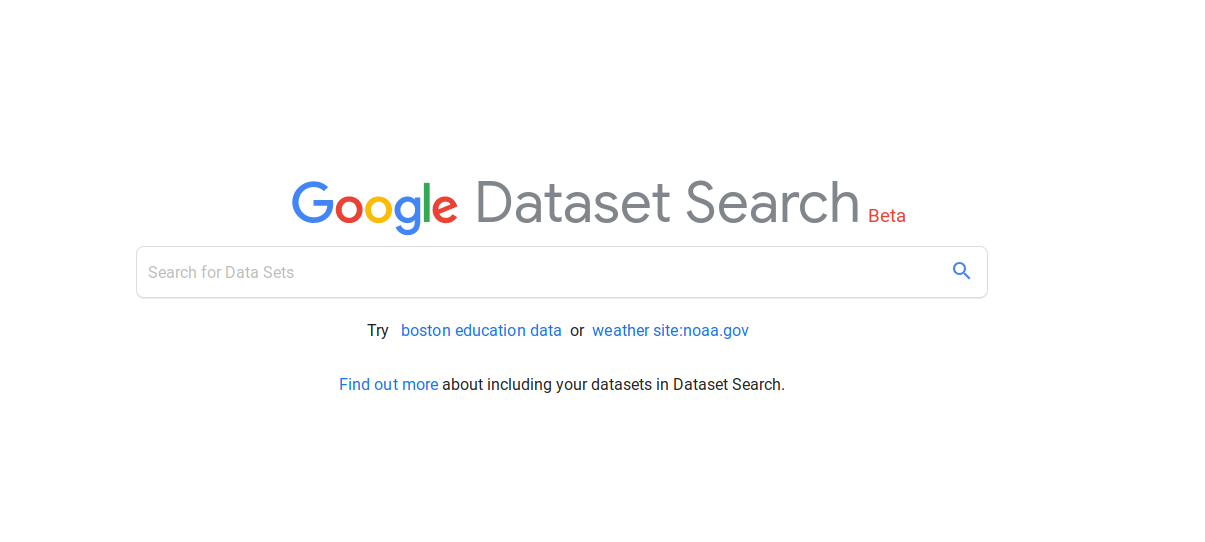 Google Dataset Search Beta
Search for Data Sets
Try boston education data or weather site:noaa.gov
Find out more about including your datasets in Dataset Search.